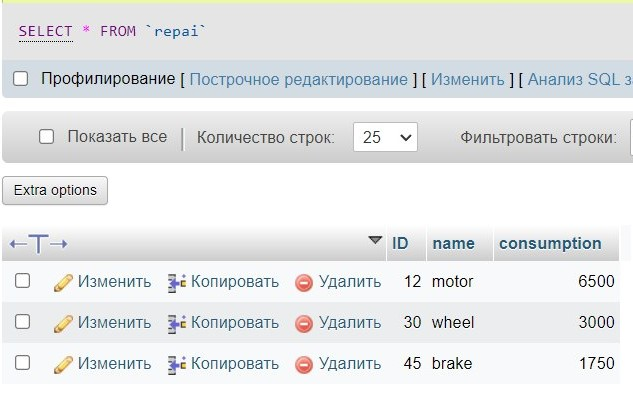 SELECT * FROM `repai`
Профилирование [ Построчное редактирование ] [ Изменить ] [ Анализ SQL
Показать все Количество строк: 25 Фильтровать строки:
Extra options
ID name consumption
Изменить Копировать Удалить 12 motor 6500
Изменить Копировать Удалить 30 wheel 3000
Изменить Копировать Удалить 45 brake 1750